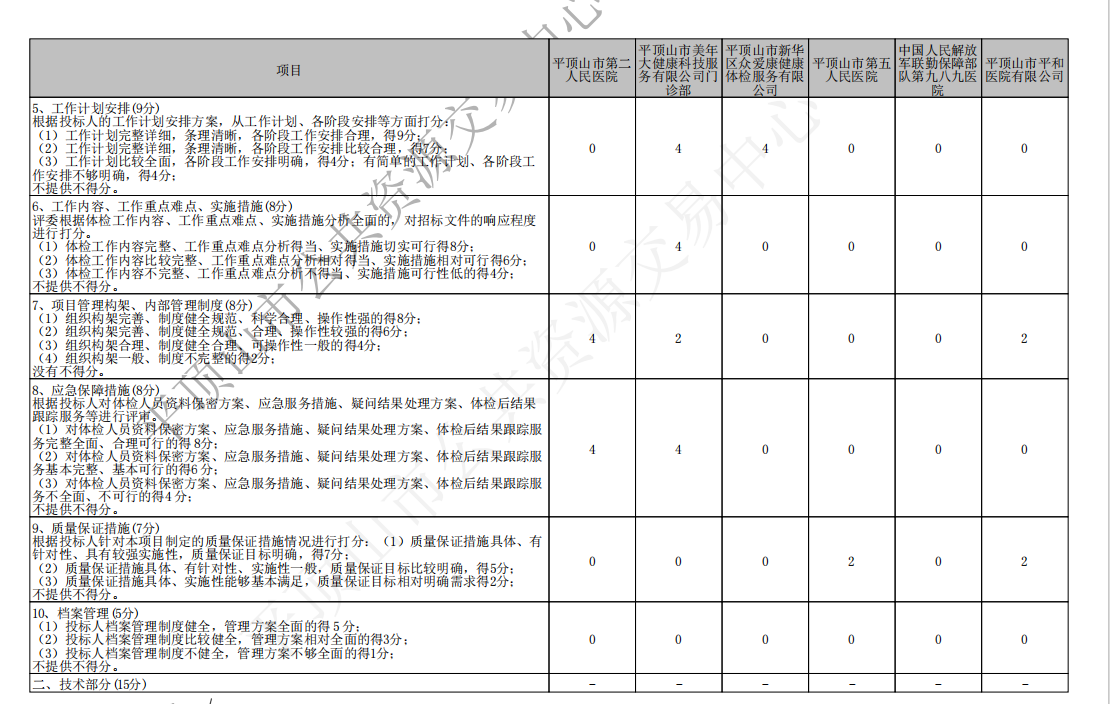 项目
平顶山市第二
人民医院
平顶山市美年
大健康科技服
务有限公司门
诊部
平顶山市新华
区众爱康健康
体检服务有限
公司
平顶山市第五
人民医院
中国人民解放
军联勤保障部
队第九八九医
院
平顶山市平和
医院有限公司
5、工作计划安排(9分)
根据投标人的工作计划安排方案，从工作计划、各阶段安排等方面打分：
（1）工作计划完整详细，条理清晰，各阶段工作安排合理，得9分；
（2）工作计划完整详细，条理清晰，各阶段工作安排比较合理，得7分；
（3）工作计划比较全面，各阶段工作安排明确，得4分；有简单的工作计划、各阶段工
作安排不够明确，得4分；
不提供不得分。
0 4 4 0 0 0
6、工作内容、工作重点难点、实施措施(8分)
评委根据体检工作内容、工作重点难点、实施措施分析全面的，对招标文件的响应程度
进行打分。
（1）体检工作内容完整、工作重点难点分析得当、实施措施切实可行得8分；
（2）体检工作内容比较完整、工作重点难点分析相对得当、实施措施相对可行得6分；
（3）体检工作内容不完整、工作重点难点分析不得当、实施措施可行性低的得4分；
不提供不得分。
0 4 0 0 0 0
7、项目管理构架、内部管理制度(8分)
（1）组织构架完善、制度健全规范、科学合理、操作性强的得8分；
（2）组织构架完善、制度健全规范、合理、操作性较强的得6分；
（3）组织构架合理、制度健全合理、可操作性一般的得4分；
（4）组织构架一般、制度不完整的得2分；
没有不得分。
4 2 0 0 0 2
8、应急保障措施(8分)
根据投标人对体检人员资料保密方案、应急服务措施、疑问结果处理方案、体检后结果
跟踪服务等进行评审。
（1）对体检人员资料保密方案、应急服务措施、疑问结果处理方案、体检后结果跟踪服
务完整全面、合理可行的得 8分；
（2）对体检人员资料保密方案、应急服务措施、疑问结果处理方案、体检后结果跟踪服
务基本完整、基本可行的得6 分；
（3）对体检人员资料保密方案、应急服务措施、疑问结果处理方案、体检后结果跟踪服
务不全面、不可行的得4 分；
不提供不得分。
4 4 0 0 0 0
9、质量保证措施(7分)
根据投标人针对本项目制定的质量保证措施情况进行打分：（1）质量保证措施具体、有
针对性、具有较强实施性，质量保证目标明确，得7分；
（2）质量保证措施具体、有针对性、实施性一般，质量保证目标比较明确，得5分；
（3）质量保证措施具体、实施性能够基本满足，质量保证目标相对明确需求得2分；
不提供不得分。
0 0 0 2 0 2
10、档案管理(5分)
（1）投标人档案管理制度健全，管理方案全面的得 5 分；
（2）投标人档案管理制度比较健全，管理方案相对全面的得3分；
（3）投标人档案管理制度不健全，管理方案不够全面的得1分；
不提供不得分。
0 0 0 0 0 0
二、技术部分(15分)
- - - - - -
平顶山市公共资源交易中心
平顶山市公共资源交易中心